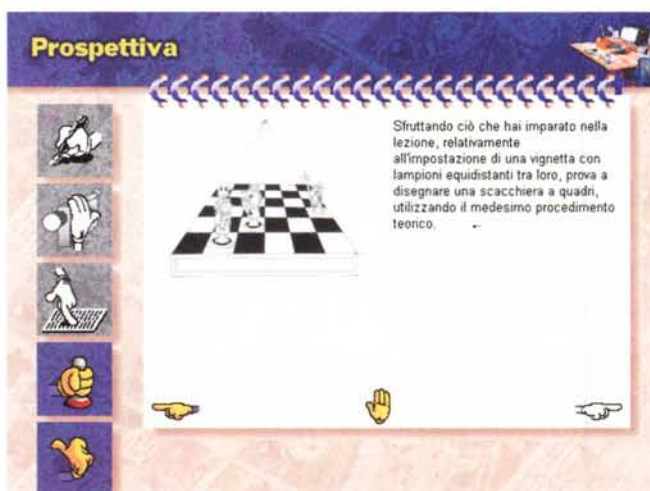 Prospettiva
Sfruttando ciò che hai imparato nella
lezione, relativamente
all'impostazione di una vignetta con
lampioni equidistanti tra loro, prova a
disegnare una scacchiera a quadri,
utilizzando il medesimo procedimento
teorico.